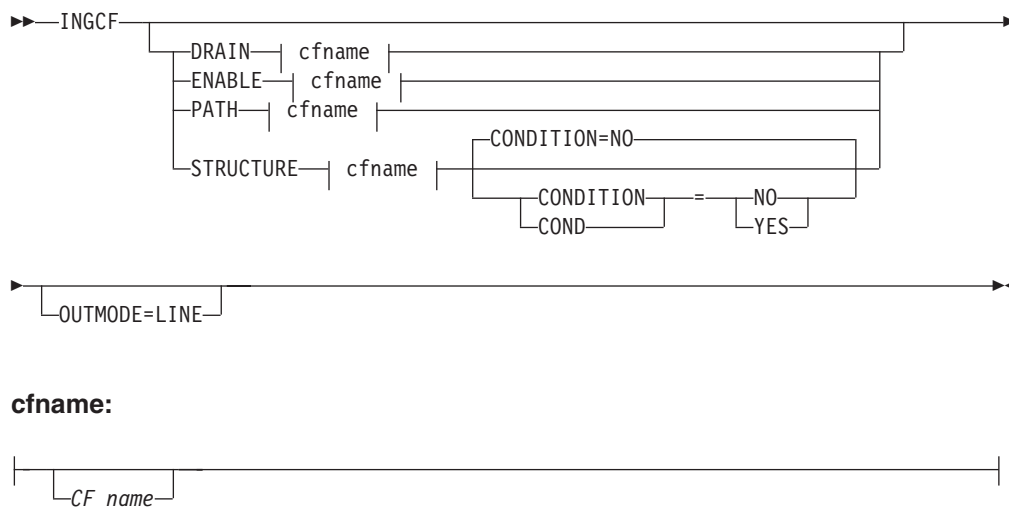 INGCF
DRAIN cfname
ENABLE cfname
PATH cfname
CONDITION=NO
STRUCTURE cfname
CONDITION = NO
COND YES
OUTMODE=LINE
cfname:
CF name